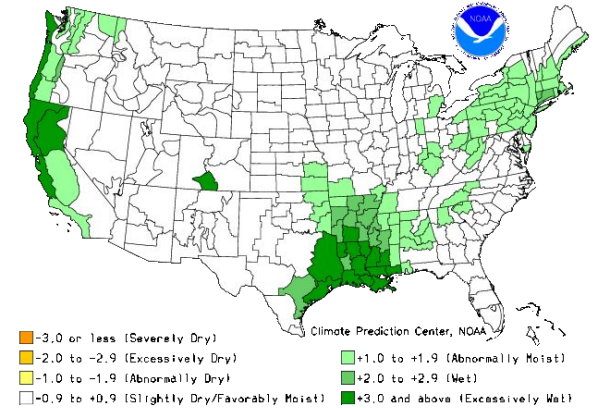 NOAA
Climate Prediction Center, NOAA
-3.0 or less (Severely Dry)
-2.0 to -2.9 (Excessively Dry)
-1.0 to -1.9 (Abnormally Dry)
-0.9 to +0.9 (Slightly Dry/Favorably Moist)
+1.0 to +1.9 (Abnormally Moist)
+2.0 to +2.9 (Wet)
+3.0 and above (Excessively Wet)